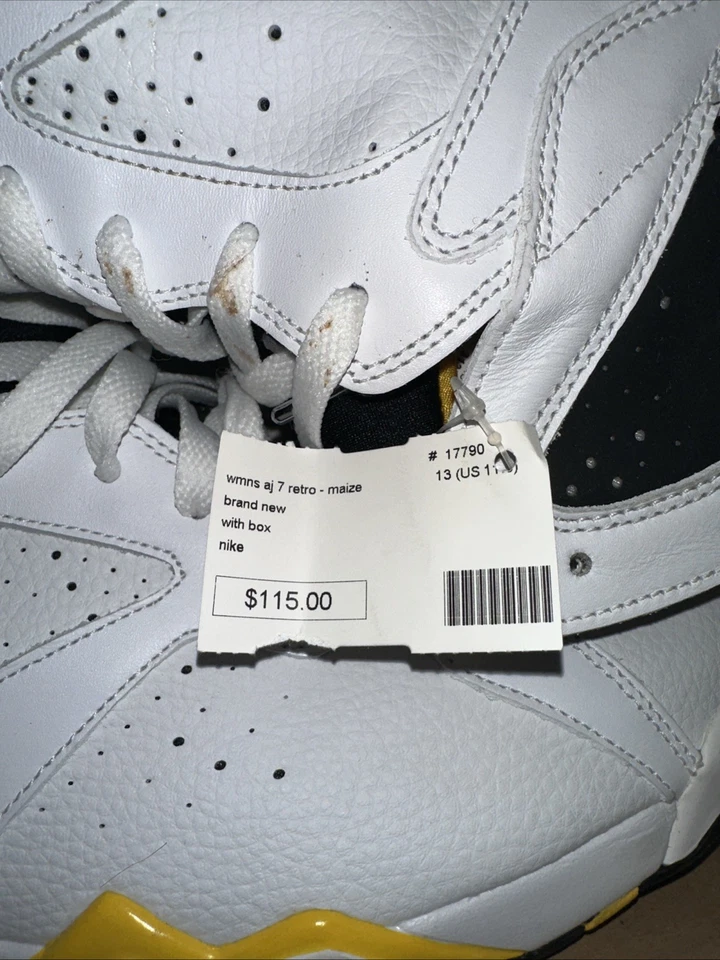 wmns aj 7 retro - maize
brand new
with box
nike
$115.00
# 17790
13 (US